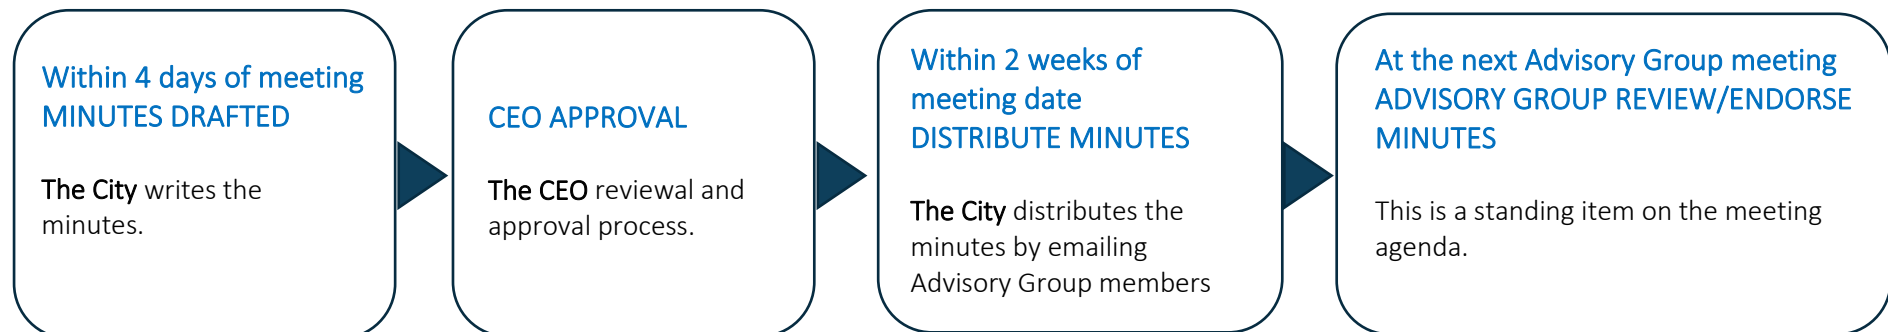 Within 4 days of meeting
MINUTES DRAFTED
The City writes the
minutes.
CEO APPROVAL
The CEO reviewal and
approval process.
Within 2 weeks of
meeting date
DISTRIBUTE MINUTES
The City distributes the
minutes by emailing
Advisory Group members
At the next Advisory Group meeting
ADVISORY GROUP REVIEW/ENDORSE
MINUTES
This is a standing item on the meeting
agenda.